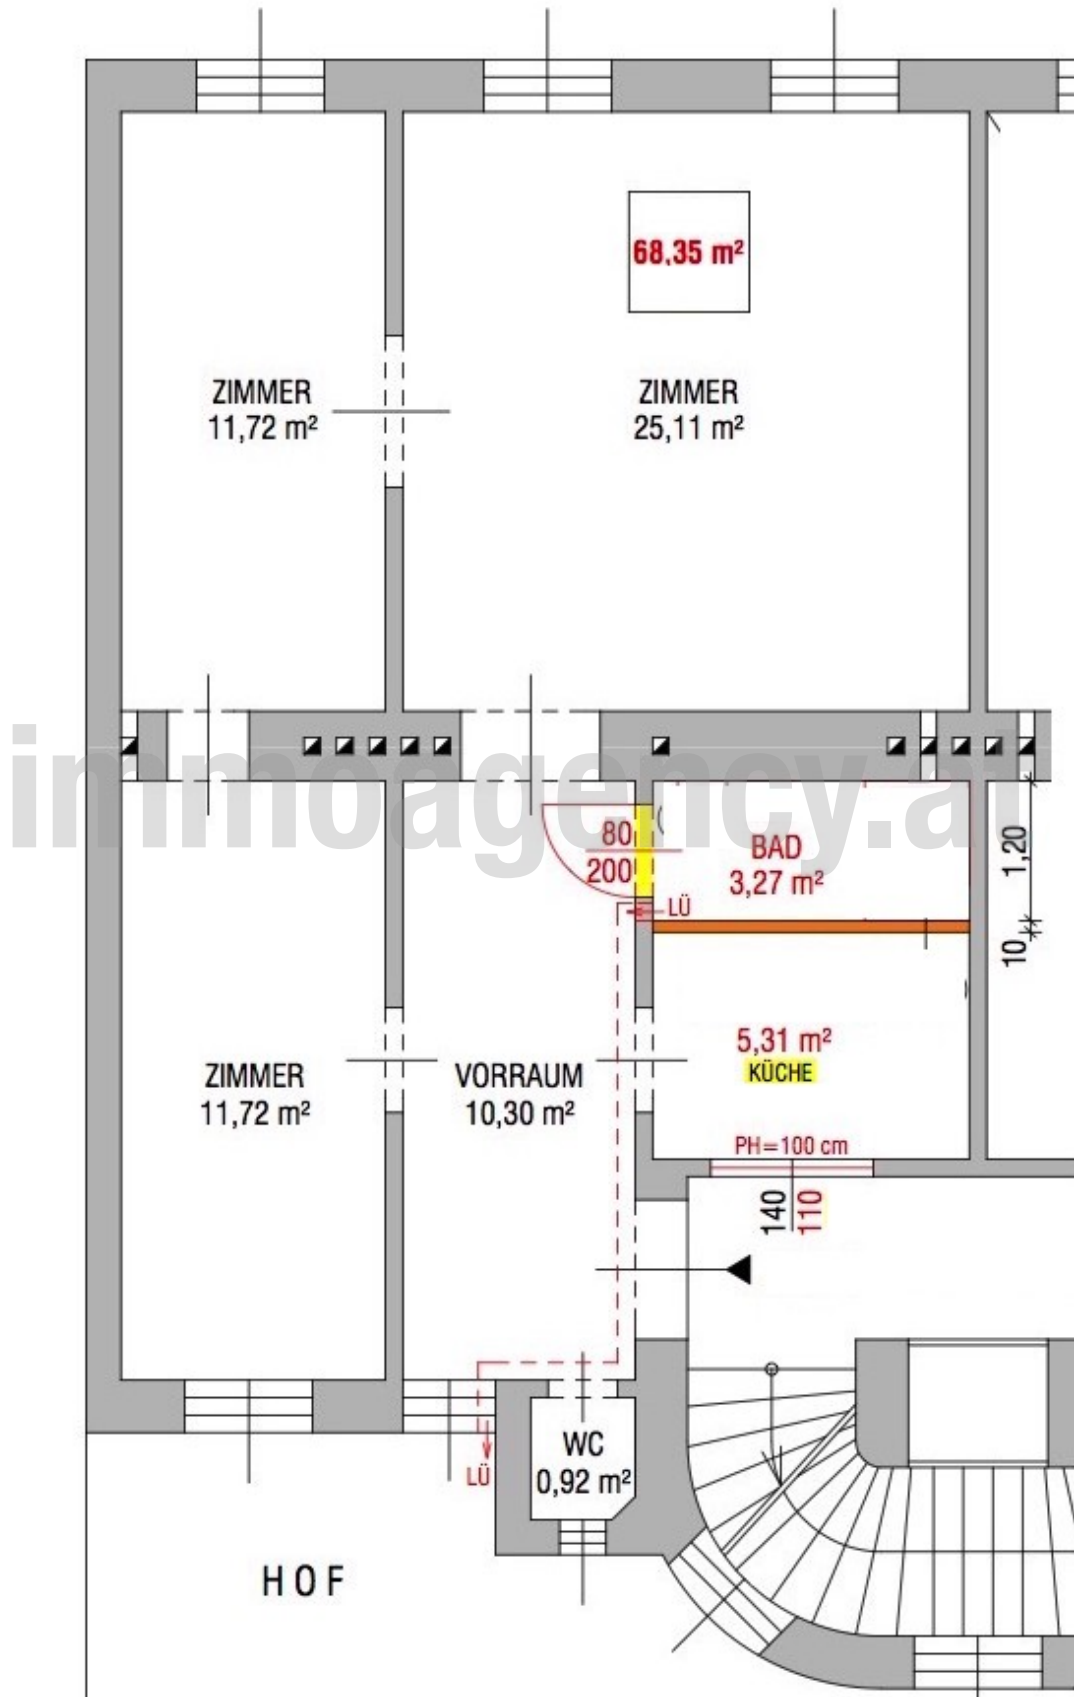 68,35 m²
ZIMMER
11,72 m²
ZIMMER
25,11 m²
immoagency.at
80
200
BAD
3,27 m²
LÜ
1,20
10
5,31 m²
KÜCHE
ZIMMER
11,72 m²
VORRAUM
10,30 m²
PH=100 cm
140
110
WC
0,92 m²
LÜ
HOF